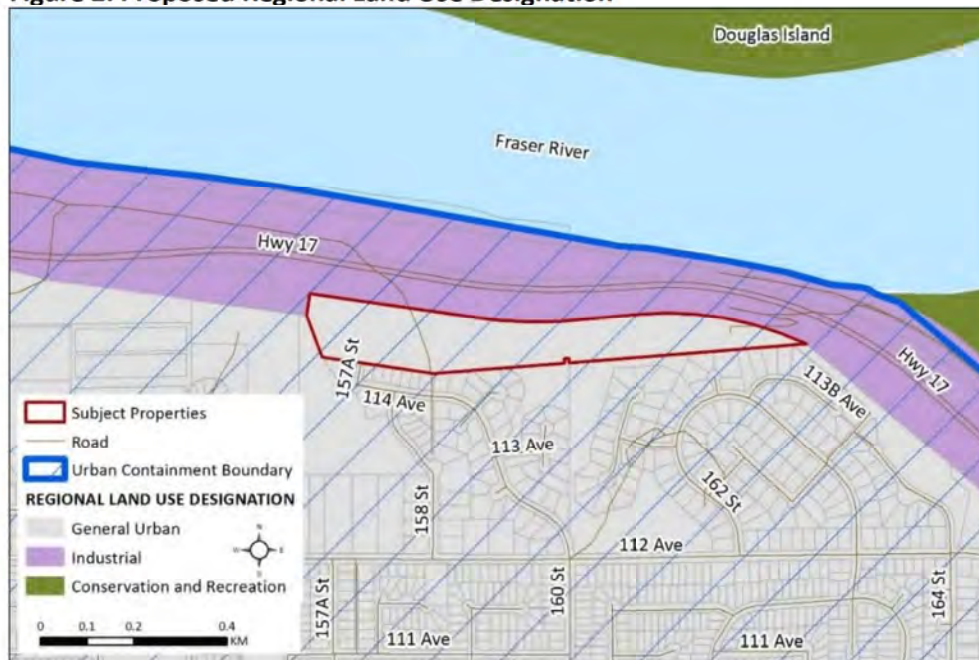 Figure 2: Proposed Regional Land Use Designation
Douglas Island
Fraser River
Hwy 17
Hwy 17
157A St
114 Ave
113B Ave
113 Ave
162 St
158 St
112 Ave
157A St
160 St
164 St
111 Ave
111 Ave
Subject Properties
Road
Urban Containment Boundary
REGIONAL LAND USE DESIGNATION
General Urban
Industrial
Conservation and Recreation
N
W
E
S
0 0.1 0.2 0.4
KM